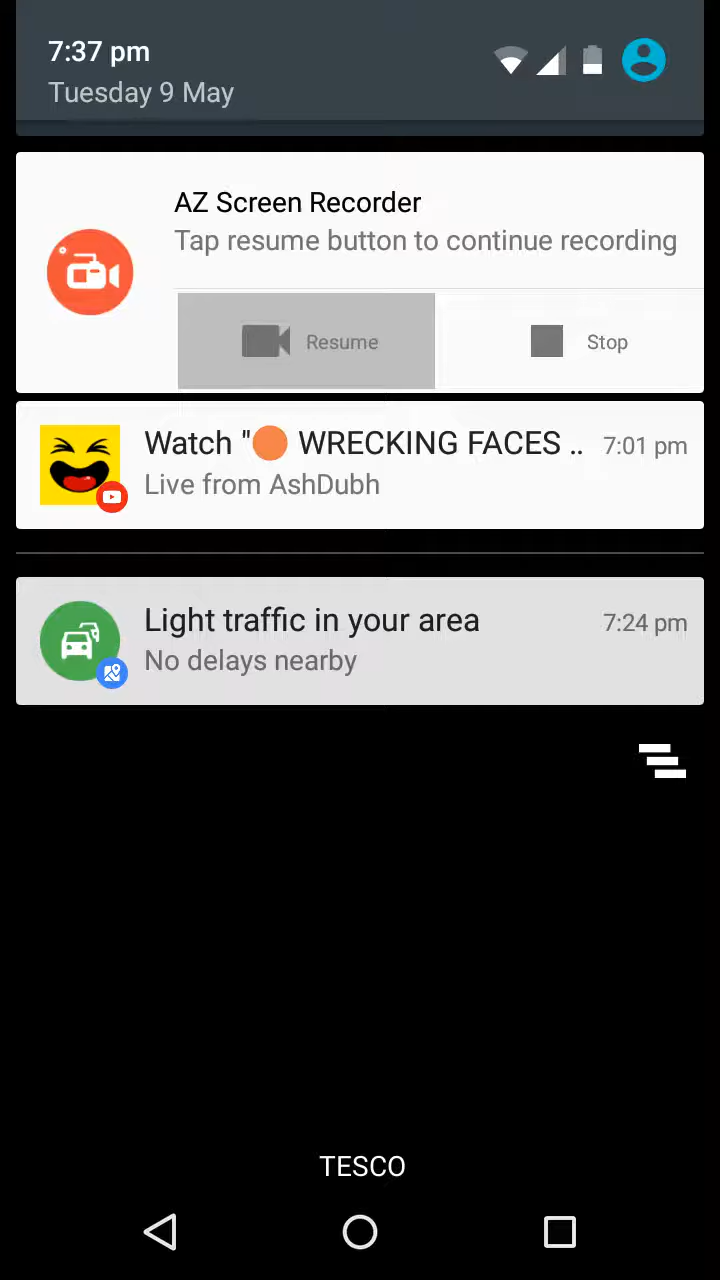 7:37 pm
Tuesday 9 May
AZ Screen Recorder
Tap resume button to continue recording
Resume
Stop
Watch "🟠 WRECKING FACES ..
7:01 pm
Live from AshDubh
Light traffic in your area
7:24 pm
No delays nearby
TESCO